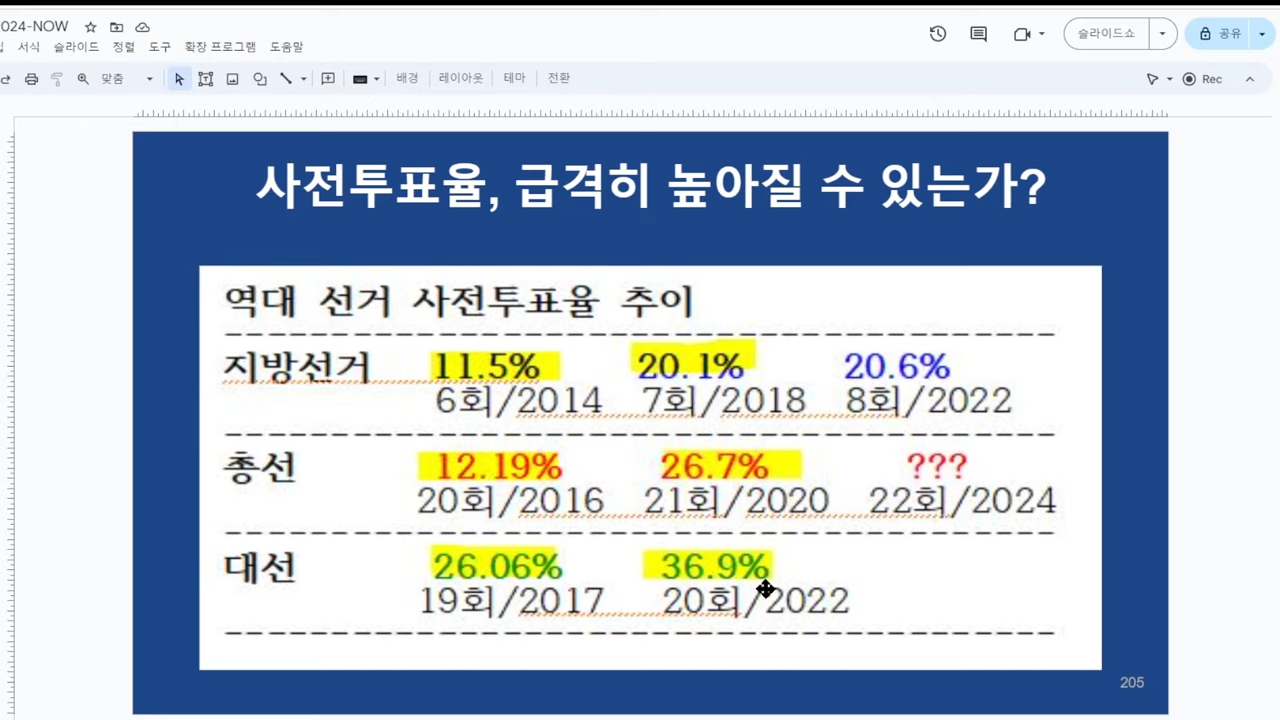 024-NOW
서식 슬라이드 정렬 도구 확장 프로그램 도움말
슬라이드쇼
공유
맞춤
배경 레이아웃 테마 전환
Rec
사전투표율, 급격히 높아질 수 있는가?
역대 선거 사전투표율 추이
지방선거 11.5% 20.1% 20.6%
6회/2014 7회/2018 8회/2022
총선 12.19% 26.7% ???
20회/2016 21회/2020 22회/2024
대선 26.06% 36.9%
19회/2017 20회/2022
205